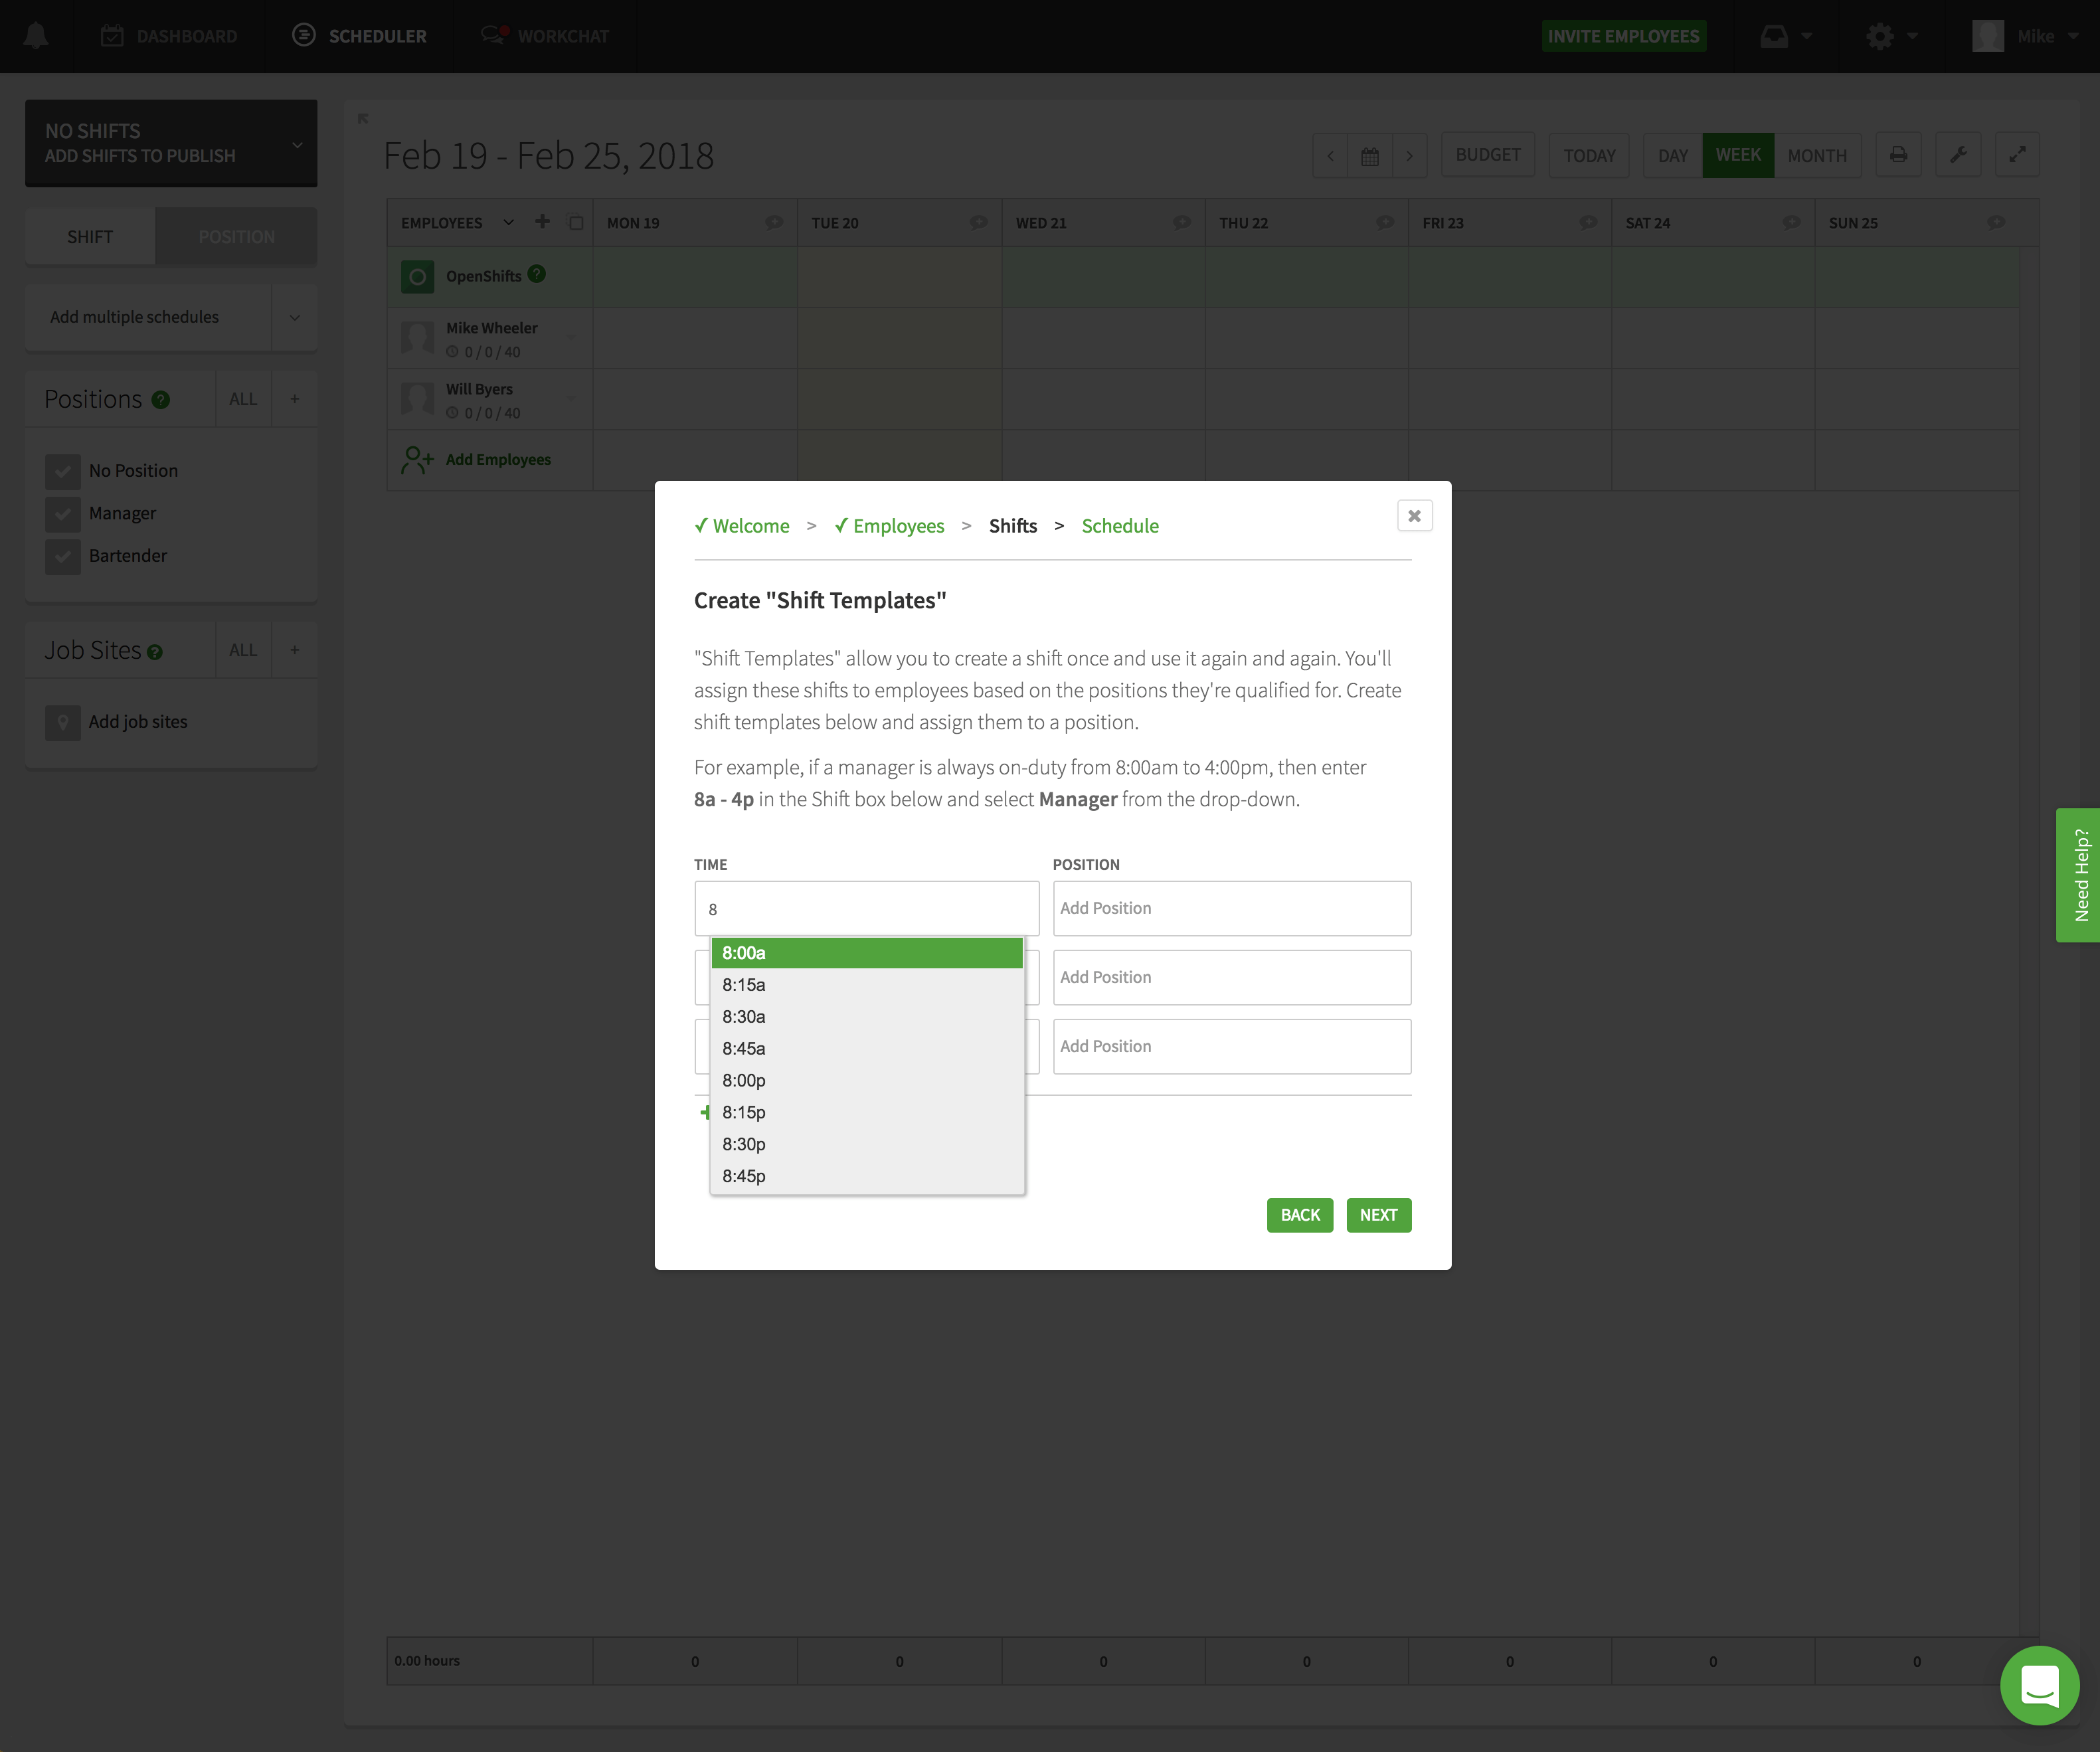 DASHBOARD
SCHEDULER
WORKCHAT
INVITE EMPLOYEES
Mike
NO SHIFTS
ADD SHIFTS TO PUBLISH
SHIFT
POSITION
Add multiple schedules
Positions ?
ALL
+
No Position
Manager
Bartender
Job Sites ?
ALL
+
Add job sites
Feb 19 - Feb 25, 2018
BUDGET
TODAY
DAY
WEEK
MONTH
EMPLOYEES
MON 19
TUE 20
WED 21
THU 22
FRI 23
SAT 24
SUN 25
OpenShifts ?
Mike Wheeler
0 / 0 / 40
Will Byers
0 / 0 / 40
Add Employees
✓ Welcome > ✓ Employees > Shifts > Schedule
Create "Shift Templates"
"Shift Templates" allow you to create a shift once and use it again and again. You'll
assign these shifts to employees based on the positions they're qualified for. Create
shift templates below and assign them to a position.
For example, if a manager is always on-duty from 8:00am to 4:00pm, then enter
8a - 4p in the Shift box below and select Manager from the drop-down.
TIME
POSITION
8
Add Position
Add Position
Add Position
8:00a
8:15a
8:30a
8:45a
8:00p
8:15p
8:30p
8:45p
BACK
NEXT
Need Help?
0.00 hours
0
0
0
0
0
0
0